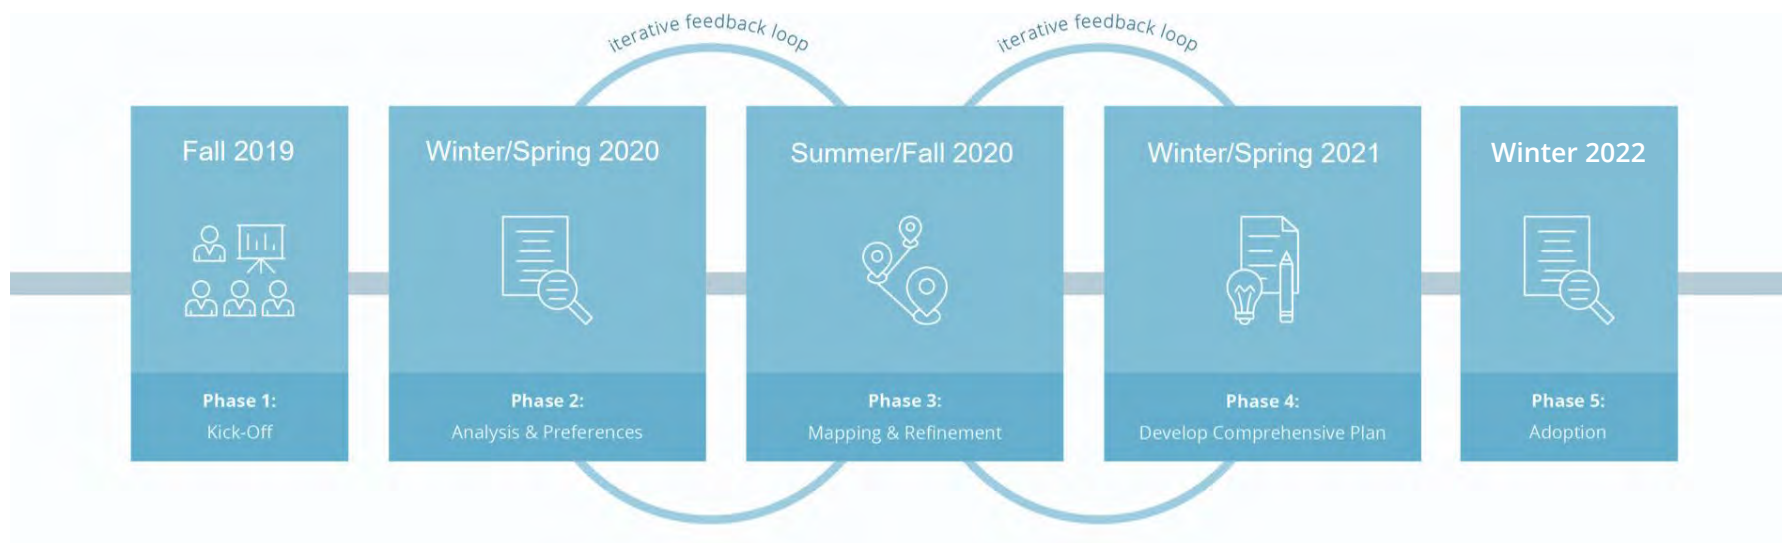 iterative feedback loop
iterative feedback loop
Fall 2019
Winter/Spring 2020
Summer/Fall 2020
Winter/Spring 2021
Winter 2022
Phase 1:
Kick-Off
Phase 2:
Analysis & Preferences
Phase 3:
Mapping & Refinement
Phase 4:
Develop Comprehensive Plan
Phase 5:
Adoption